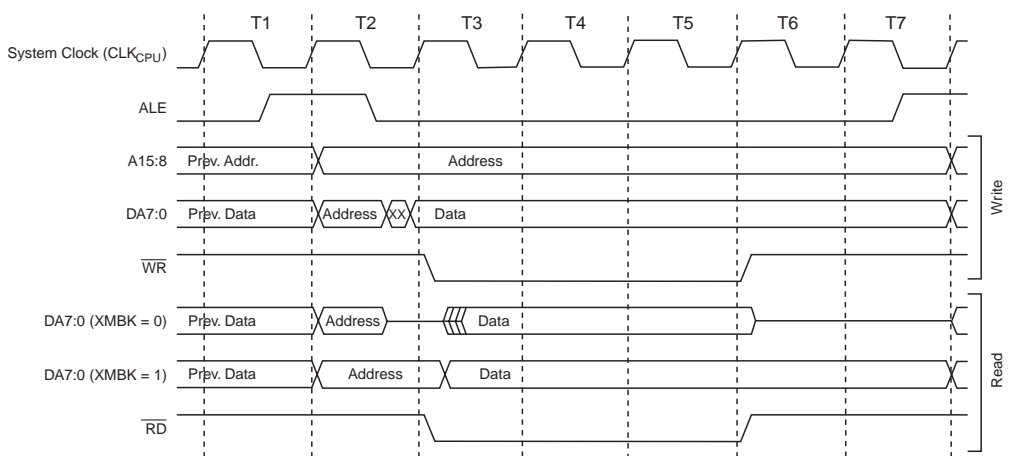 T1 T2 T3 T4 T5 T6 T7
System Clock (CLKCPU)
ALE
A15:8 Prev. Addr. Address
DA7:0 Prev. Data Address XX Data
WR
Write
DA7:0 (XMBK = 0) Prev. Data Address Data
DA7:0 (XMBK = 1) Prev. Data Address Data
RD
Read